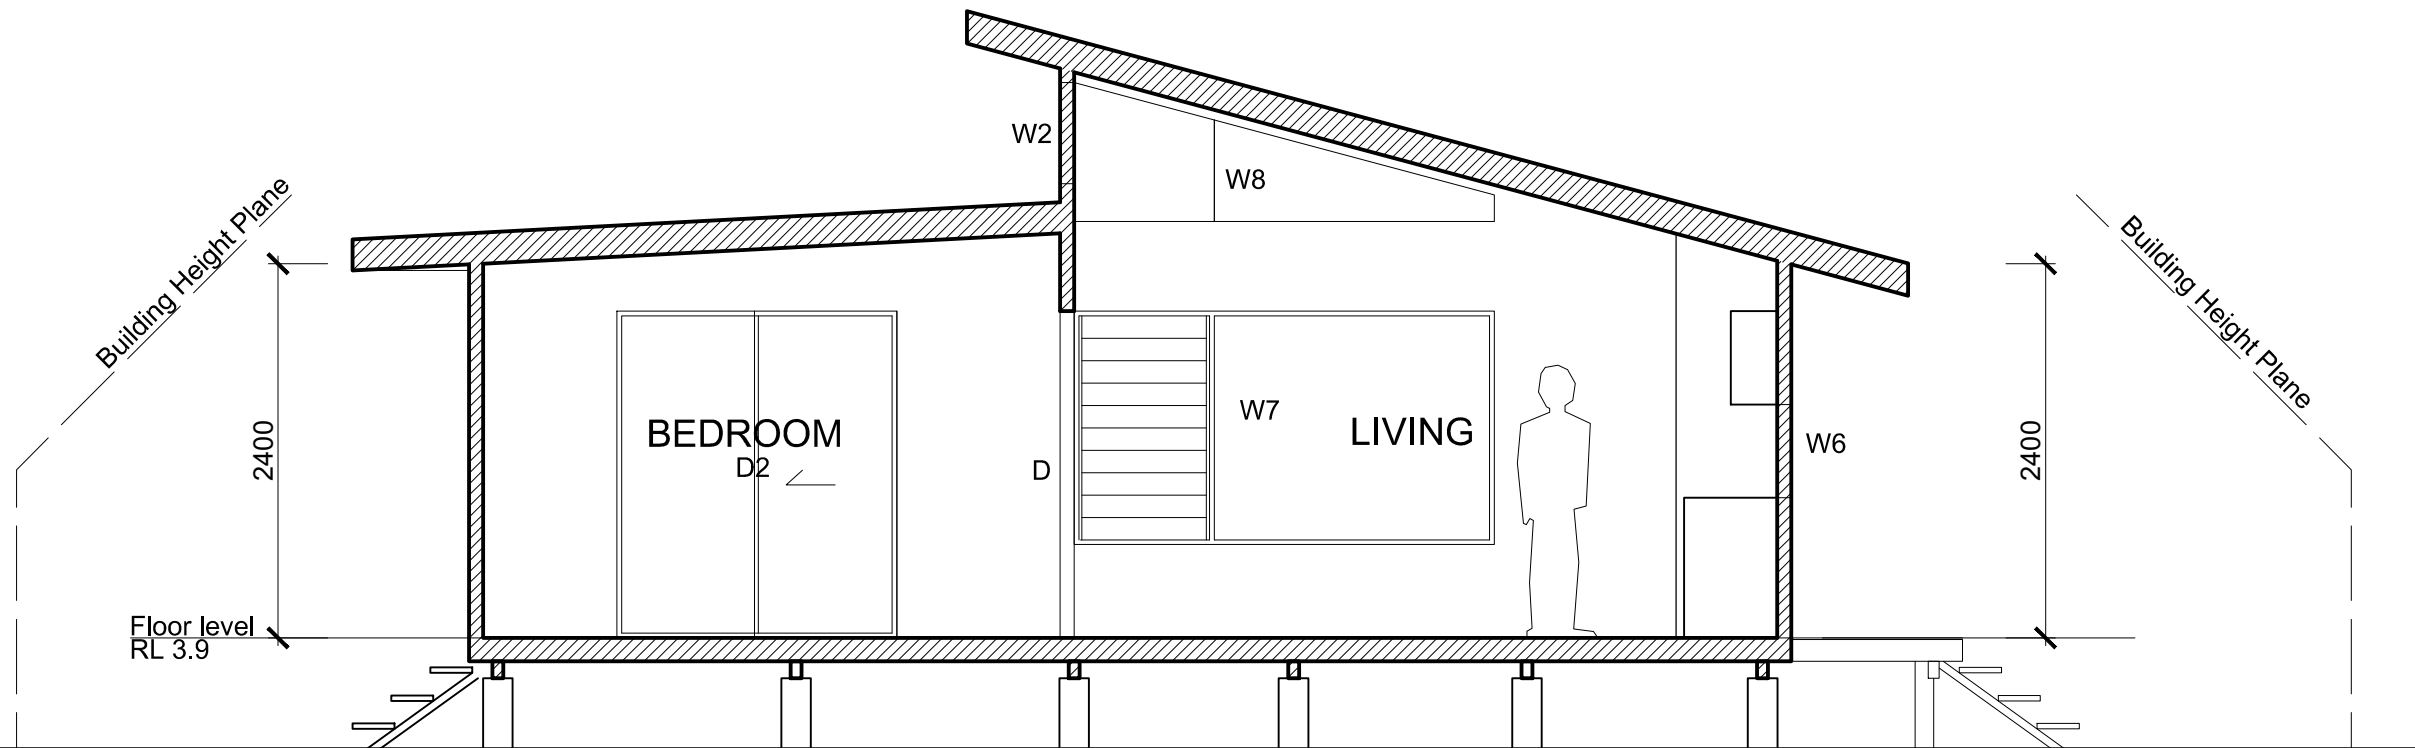 W2
W8
Building Height Plane
Building Height Plane
W7
BEDROOM
LIVING
D2
D
W6
2400
2400
Floor level
RL 3.9